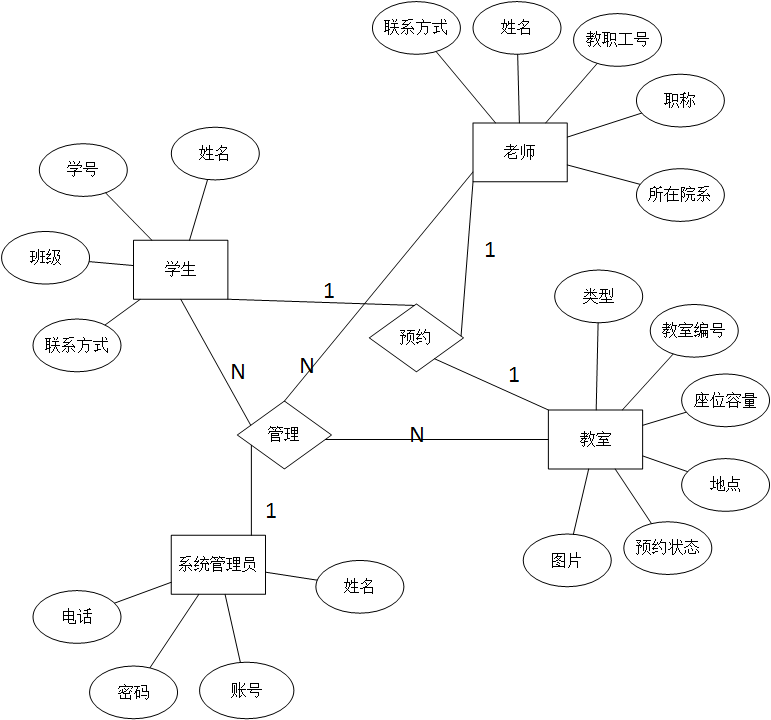 联系方式
姓名
教职工号
职称
老师
所在院系
学号
姓名
班级
学生
联系方式
1
1
预约
类型
教室编号
1
座位容量
N
N
管理
N
教室
地点
预约状态
图片
1
系统管理员
姓名
电话
密码
账号